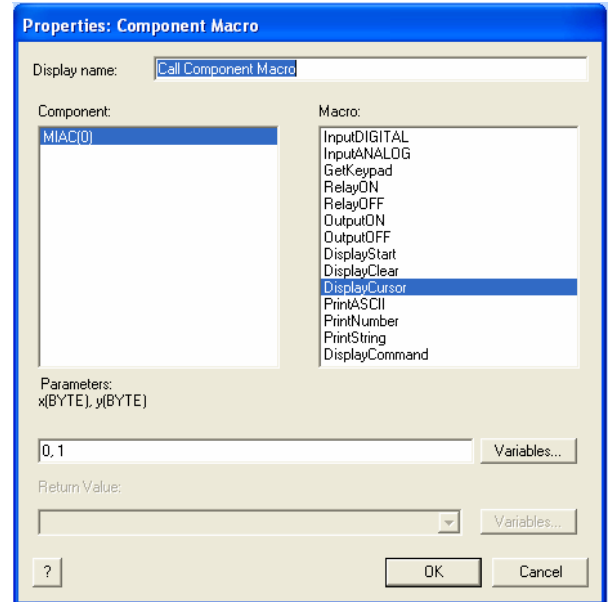 Properties: Component Macro
Display name: Call Component Macro
Component: Macro:
MIAC(0)
InputDIGITAL
InputANALOG
GetKeypad
RelayON
RelayOFF
OutputON
OutputOFF
DisplayStart
DisplayClear
DisplayCursor
PrintASCII
PrintNumber
PrintString
DisplayCommand
Parameters:
x(BYTE), y(BYTE)
0, 1 Variables...
Return Value:
Variables...
? OK Cancel